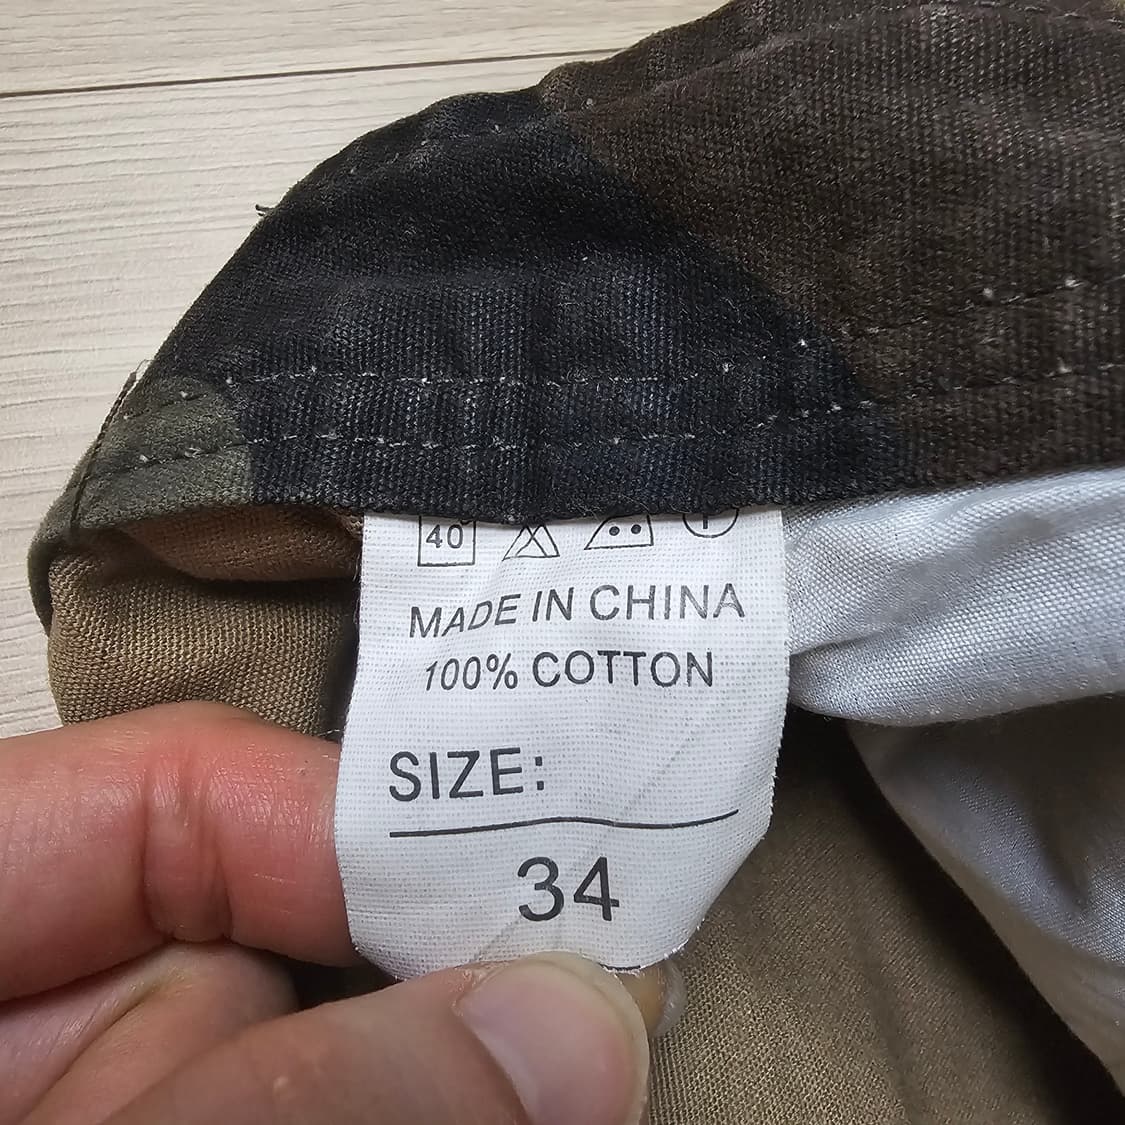 40
MADE IN CHINA
100% COTTON
SIZE:
34